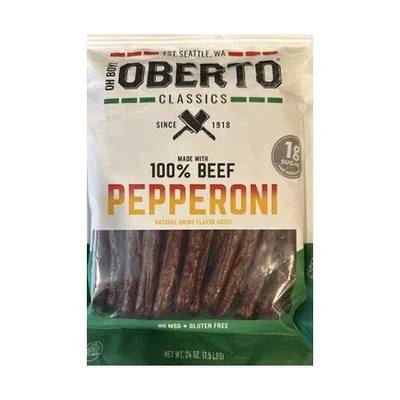 EST. SEATTLE, WA
OH BOY!
OBERTO
CLASSICS
SINCE 1918
MADE WITH
100% BEEF
PEPPERONI
NATURAL SMOKE FLAVOR ADDED
1g
SUGAR
NO MSG • GLUTEN FREE
NET WT. 24 OZ. (1.5 LBS)